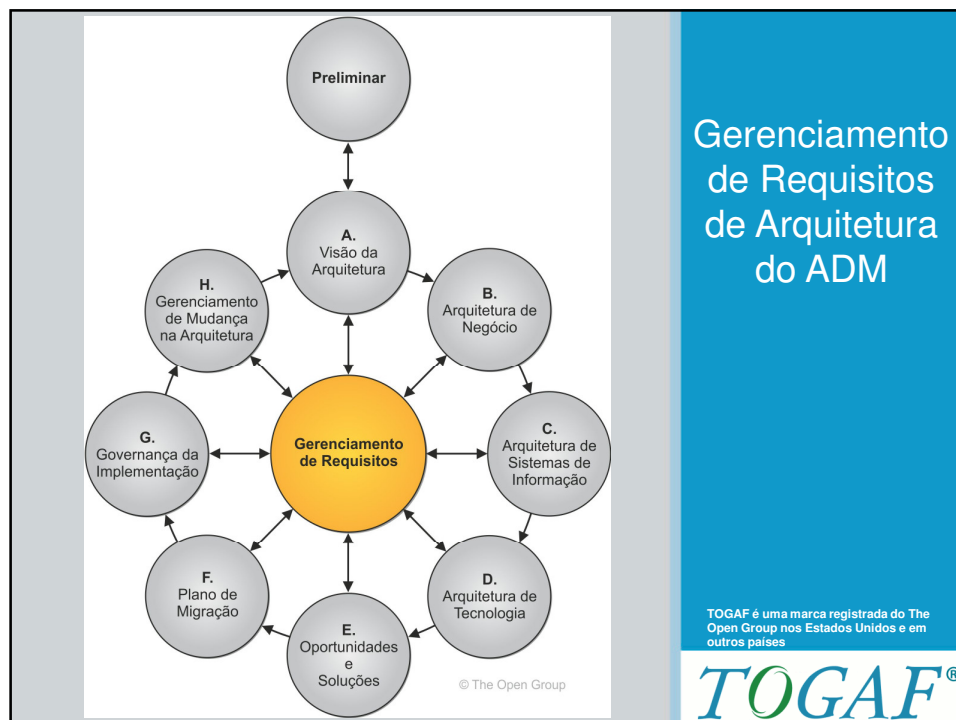 Preliminar
A.
Visão da
Arquitetura
B.
Arquitetura de
Negócio
C.
Arquitetura de
Sistemas de
Informação
D.
Arquitetura de
Tecnologia
E.
Oportunidades
e
Soluções
F.
Plano de
Migração
G.
Governança da
Implementação
H.
Gerenciamento
de Mudança
na Arquitetura
Gerenciamento
de Requisitos
© The Open Group
Gerenciamento
de Requisitos
de Arquitetura
do ADM
TOGAF é uma marca registrada do The
Open Group nos Estados Unidos e em
outros países
TOGAF®